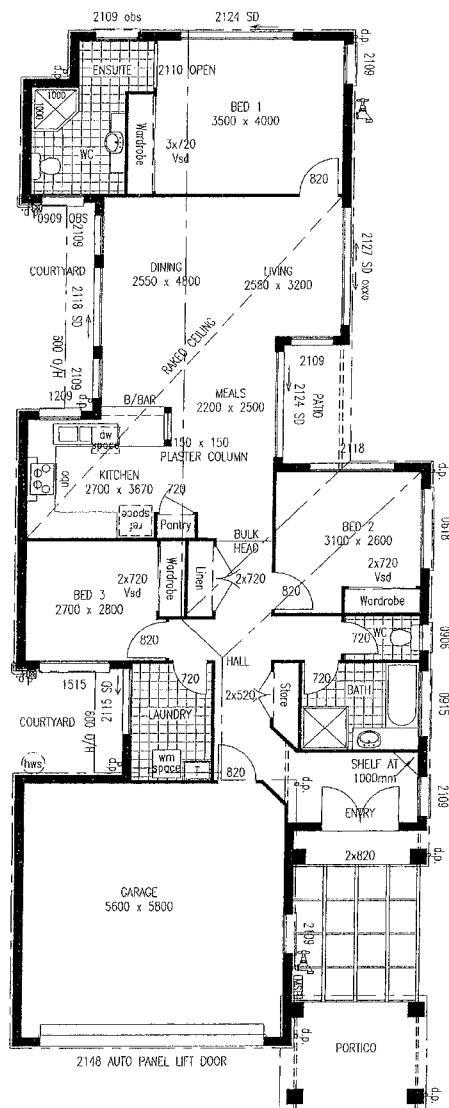 2109 obs
2124 SD
d.p.
d.p.
ENSUITE
2110 OPEN
2109
1000
1000
BED 1
3500 x 4000
WC
Wardrobe
3x720
Vsd
820
0909 OBS
2109
COURTYARD
DINING
2550 x 4800
LIVING
2580 x 3200
2127 SD oxxo
2118 SD
600 O/H
RAKED CEILING
2109
d.p.
1209
2109
PATIO
2124 SD
MEALS
2200 x 2500
B/BAR
dw
space
150 x 150
PLASTER COLUMN
2118
d.p.
KITCHEN
2700 x 3670
720
ref
space
Pantry
BED 2
3100 x 2600
0618
BULK
HEAD
2x720
Vsd
BED 3
2700 x 2800
2x720
Vsd
Wardrobe
Linen
2x720
820
Wardrobe
820
WC
720
0906
HALL
1515
2115 SD
720
2x520
Store
720
BATH
0915
COURTYARD
600 O/H
LAUNDRY
wm
space
T
820
d.p.
hws
d.p.
SHELF AT
1000mm
ENTRY
2109
2x820
d.p.
GARAGE
5600 x 5800
2109
MSB
d.p.
d.p.
PORTICO
2148 AUTO PANEL LIFT DOOR
d.p.
d.p.